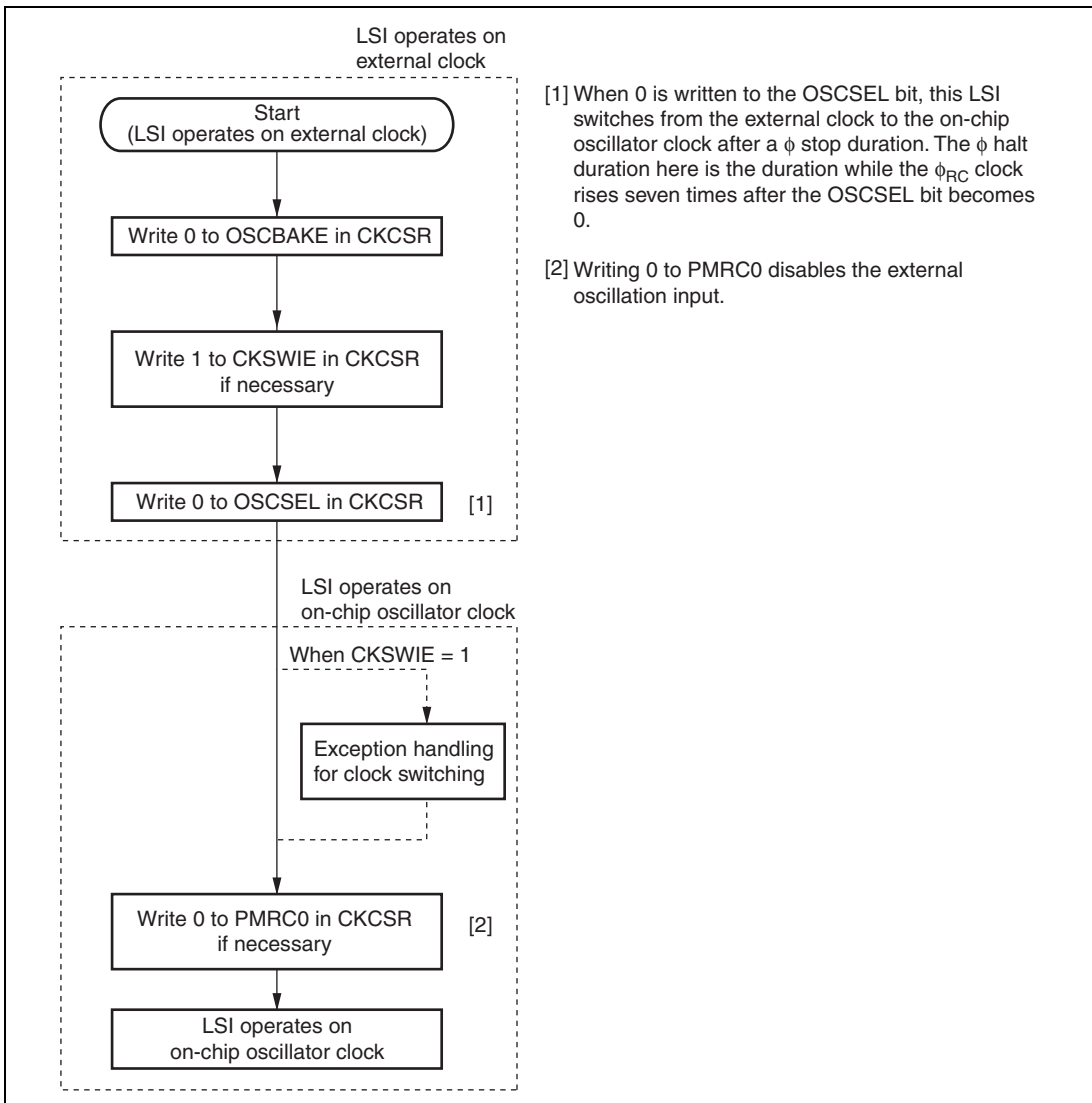 LSI operates on
external clock
Start
(LSI operates on external clock)
Write 0 to OSCBAKE in CKCSR
Write 1 to CKSWIE in CKCSR
if necessary
Write 0 to OSCSEL in CKCSR
[1]
LSI operates on
on-chip oscillator clock
When CKSWIE = 1
Exception handling
for clock switching
Write 0 to PMRC0 in CKCSR
if necessary
[2]
LSI operates on
on-chip oscillator clock
[1] When 0 is written to the OSCSEL bit, this LSI
switches from the external clock to the on-chip
oscillator clock after a ϕ stop duration. The ϕ halt
duration here is the duration while the ϕRC clock
rises seven times after the OSCSEL bit becomes
0.
[2] Writing 0 to PMRC0 disables the external
oscillation input.